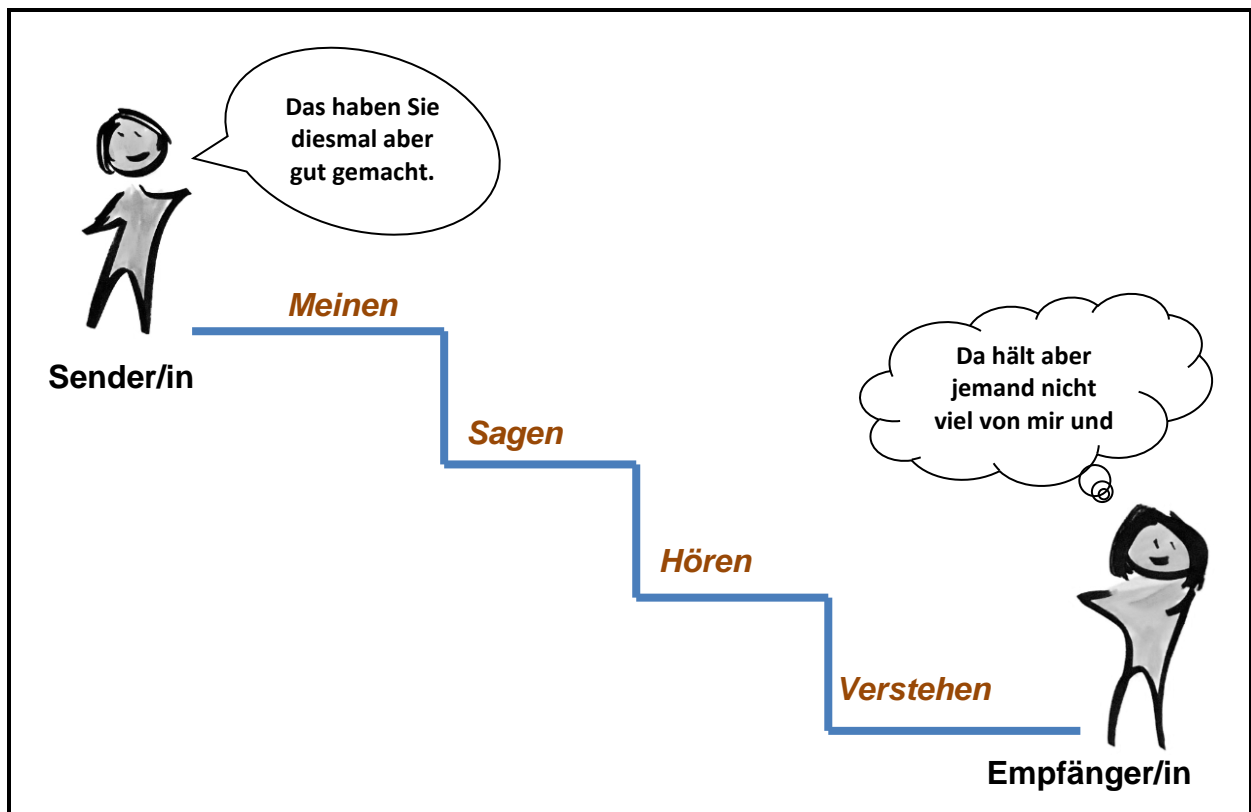 Das haben Sie
diesmal aber
gut gemacht.
Meinen
Sender/in
Sagen
Da hält aber
jemand nicht
viel von mir und
Hören
Verstehen
Empfänger/in